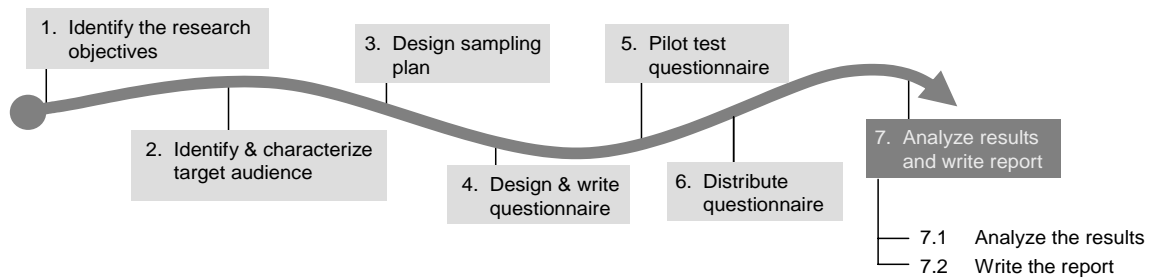 1. Identify the research
objectives
2. Identify & characterize
target audience
3. Design sampling
plan
4. Design & write
questionnaire
5. Pilot test
questionnaire
6. Distribute
questionnaire
7. Analyze results
and write report
7.1 Analyze the results
7.2 Write the report